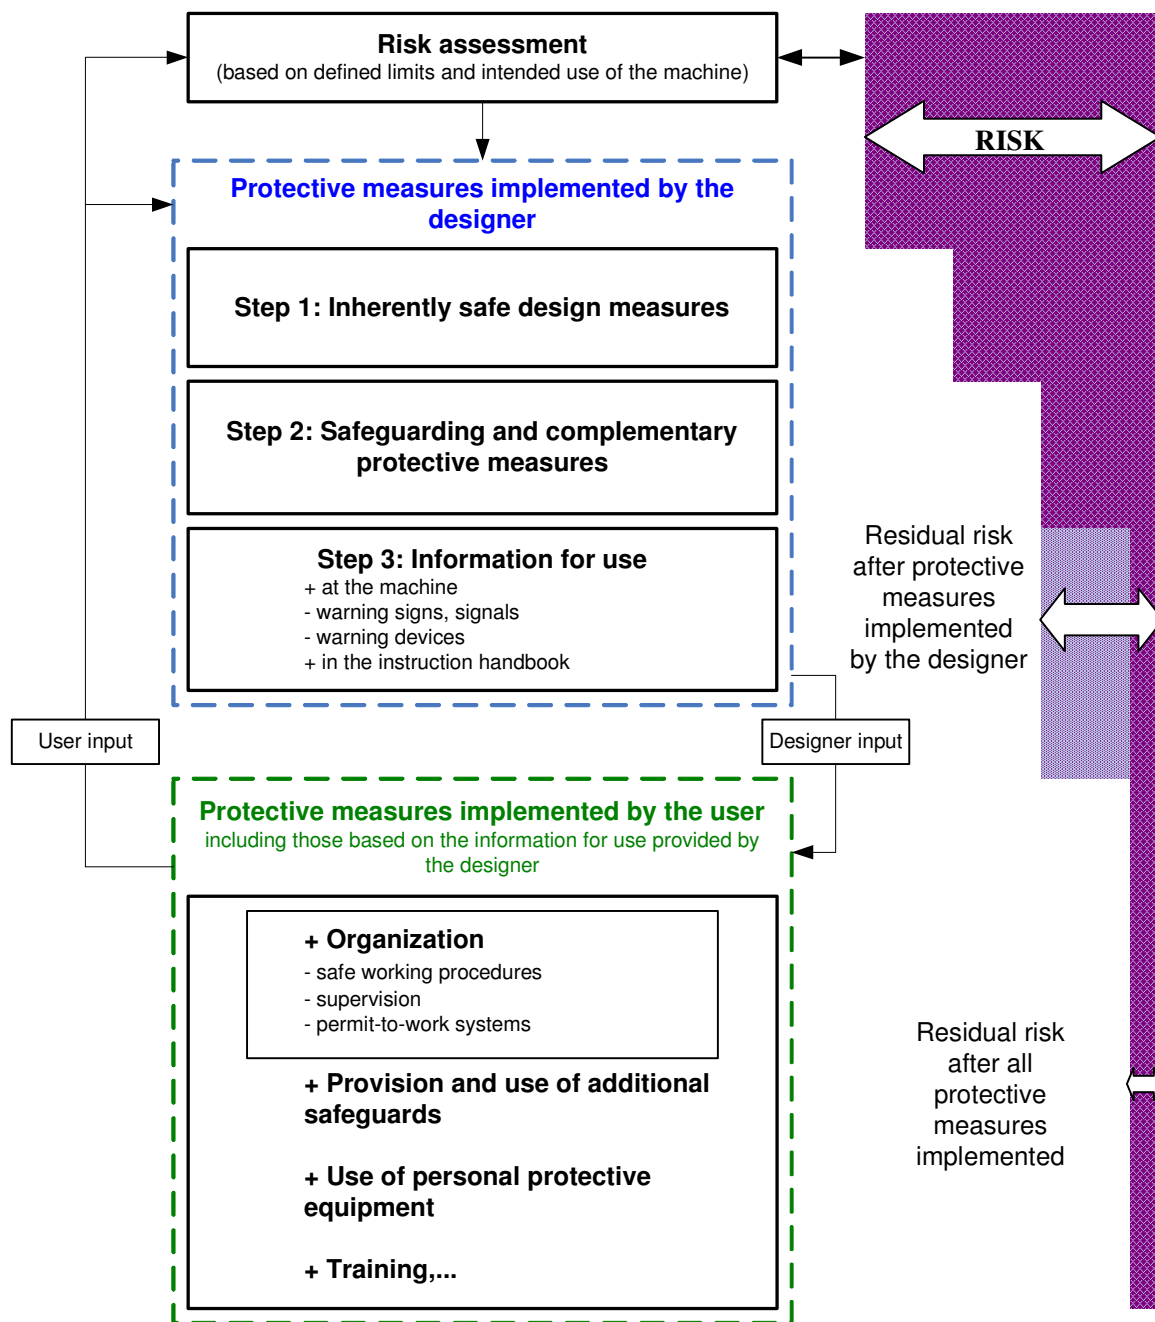 Risk assessment
(based on defined limits and intended use of the machine)
RISK
Protective measures implemented by the
designer
Step 1: Inherently safe design measures
Step 2: Safeguarding and complementary
protective measures
Step 3: Information for use
+ at the machine
- warning signs, signals
- warning devices
+ in the instruction handbook
Residual risk
after protective
measures
implemented
by the designer
User input
Designer input
Protective measures implemented by the user
including those based on the information for use provided by
the designer
+ Organization
- safe working procedures
- supervision
- permit-to-work systems
+ Provision and use of additional
safeguards
+ Use of personal protective
equipment
+ Training,...
Residual risk
after all
protective
measures
implemented